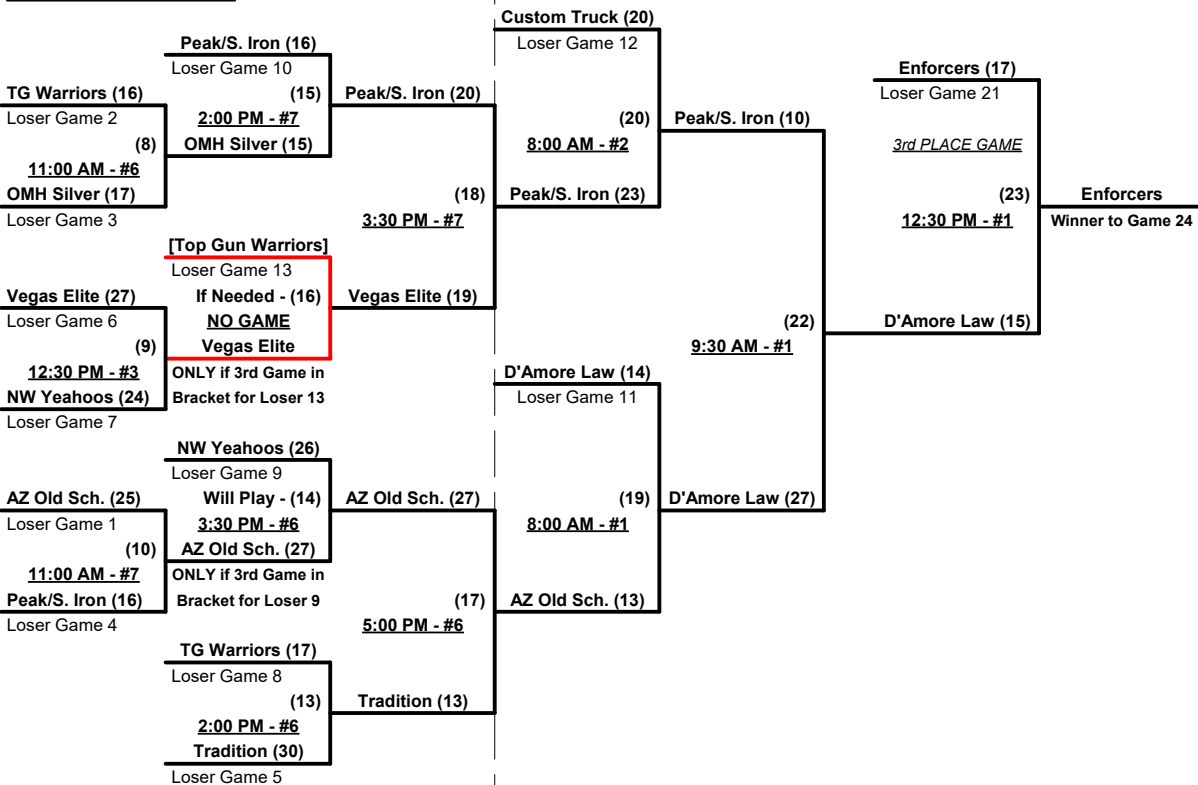 Custom Truck (20)
Loser Game 12
Peak/S. Iron (16)
Loser Game 10
Enforcers (17)
Loser Game 21
TG Warriors (16)
Loser Game 2
(15)
2:00 PM - #7
Peak/S. Iron (20)
(20)
8:00 AM - #2
Peak/S. Iron (10)
3rd PLACE GAME
(8)
11:00 AM - #6
OMH Silver (15)
OMH Silver (17)
Loser Game 3
(18)
3:30 PM - #7
Peak/S. Iron (23)
(23)
12:30 PM - #1
Enforcers
Winner to Game 24
[Top Gun Warriors]
Loser Game 13
Vegas Elite (27)
Loser Game 6
If Needed - (16)
NO GAME
Vegas Elite
Vegas Elite (19)
(22)
9:30 AM - #1
D'Amore Law (15)
(9)
12:30 PM - #3
ONLY if 3rd Game in
Bracket for Loser 13
NW Yeahoos (24)
Loser Game 7
D'Amore Law (14)
Loser Game 11
NW Yeahoos (26)
Loser Game 9
AZ Old Sch. (25)
Loser Game 1
Will Play - (14)
3:30 PM - #6
AZ Old Sch. (27)
AZ Old Sch. (27)
(19)
8:00 AM - #1
D'Amore Law (27)
(10)
11:00 AM - #7
ONLY if 3rd Game in
Bracket for Loser 9
Peak/S. Iron (16)
Loser Game 4
(17)
5:00 PM - #6
AZ Old Sch. (13)
TG Warriors (17)
Loser Game 8
(13)
2:00 PM - #6
Tradition (13)
Tradition (30)
Loser Game 5